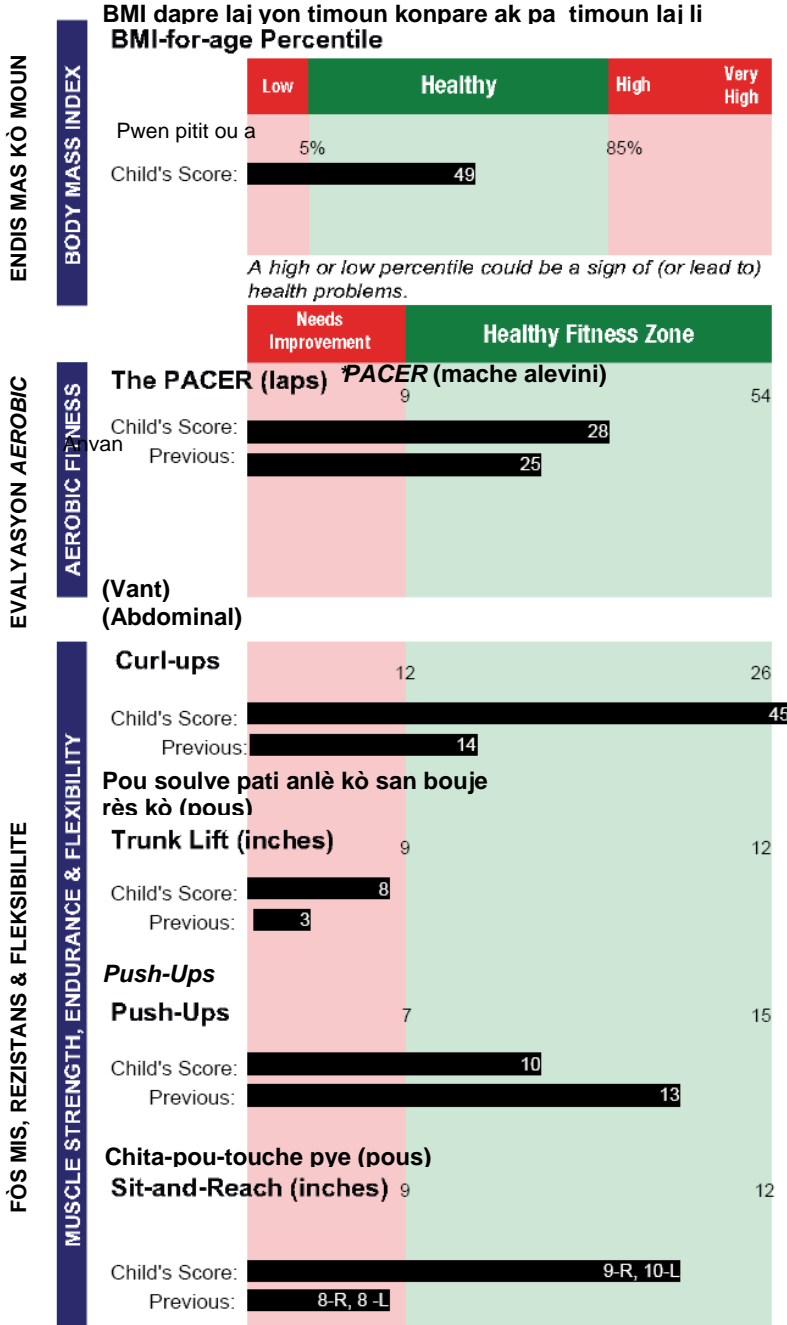 BMI dapre laj yon timoun konpare ak pa timoun laj li
BMI-for-age Percentile
ENDIS MAS KÒ MOUN
BODY MASS INDEX
Low
Healthy
High
Very
High
Pwen pitit ou a
5%
85%
Child's Score:
49
A high or low percentile could be a sign of (or lead to)
health problems.
Needs
Improvement
Healthy Fitness Zone
EVALYASYON AEROBIC
AEROBIC FITNESS
The PACER (laps) *PACER (mache alevini)
9
54
Child's Score:
28
Anvan
Previous:
25
(Vant)
(Abdominal)
FÒS MIS, REZISTANS & FLEKSIBILITE
MUSCLE STRENGTH, ENDURANCE & FLEXIBILITY
Curl-ups
12
26
Child's Score:
45
Previous:
14
Pou soulve pati anlè kò san bouje
rès kò (pous)
Trunk Lift (inches)
9
12
Child's Score:
8
Previous:
3
Push-Ups
Push-Ups
7
15
Child's Score:
10
Previous:
13
Chita-pou-touche pye (pous)
Sit-and-Reach (inches)
9
12
Child's Score:
9-R, 10-L
Previous:
8-R, 8 -L